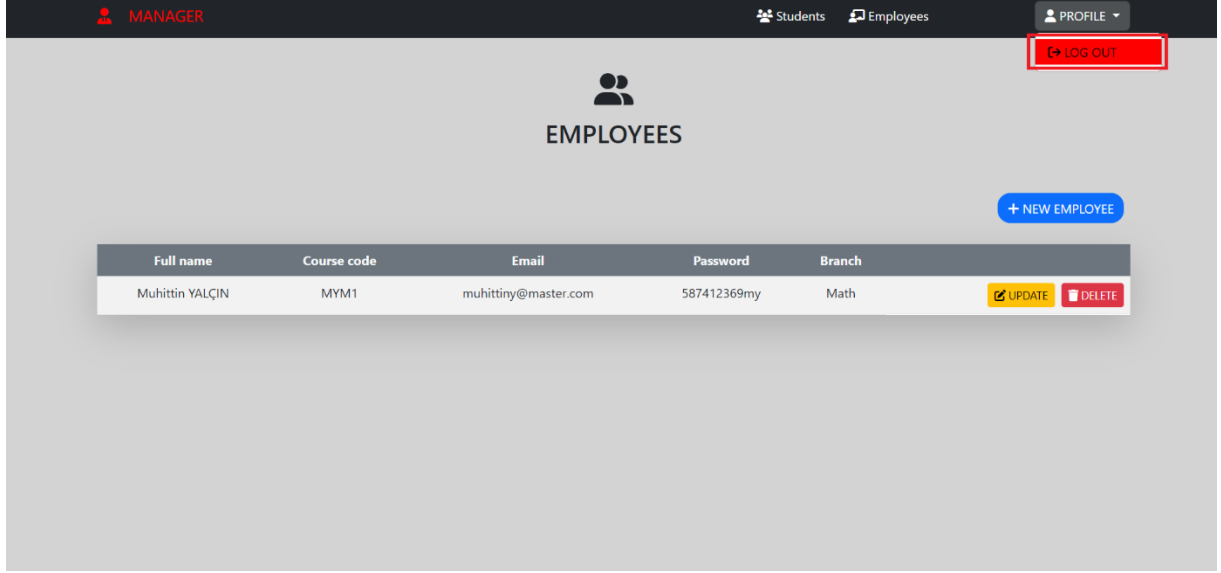 MANAGER Students Employees PROFILE
LOG OUT
EMPLOYEES
+ NEW EMPLOYEE
Full name Course code Email Password Branch
Muhittin YALÇIN MYM1 muhittiny@master.com 587412369my Math UPDATE DELETE